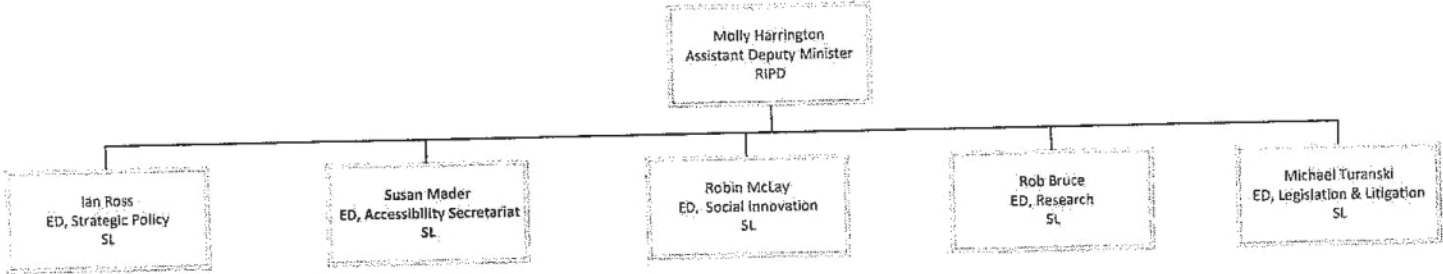 Molly Harrington
Assistant Deputy Minister
RIPD
Ian Ross
ED, Strategic Policy
SL
Susan Mader
ED, Accessibility Secretariat
SL
Robin McLay
ED, Social Innovation
SL
Rob Bruce
ED, Research
SL
Michael Turanski
ED, Legislation & Litigation
SL